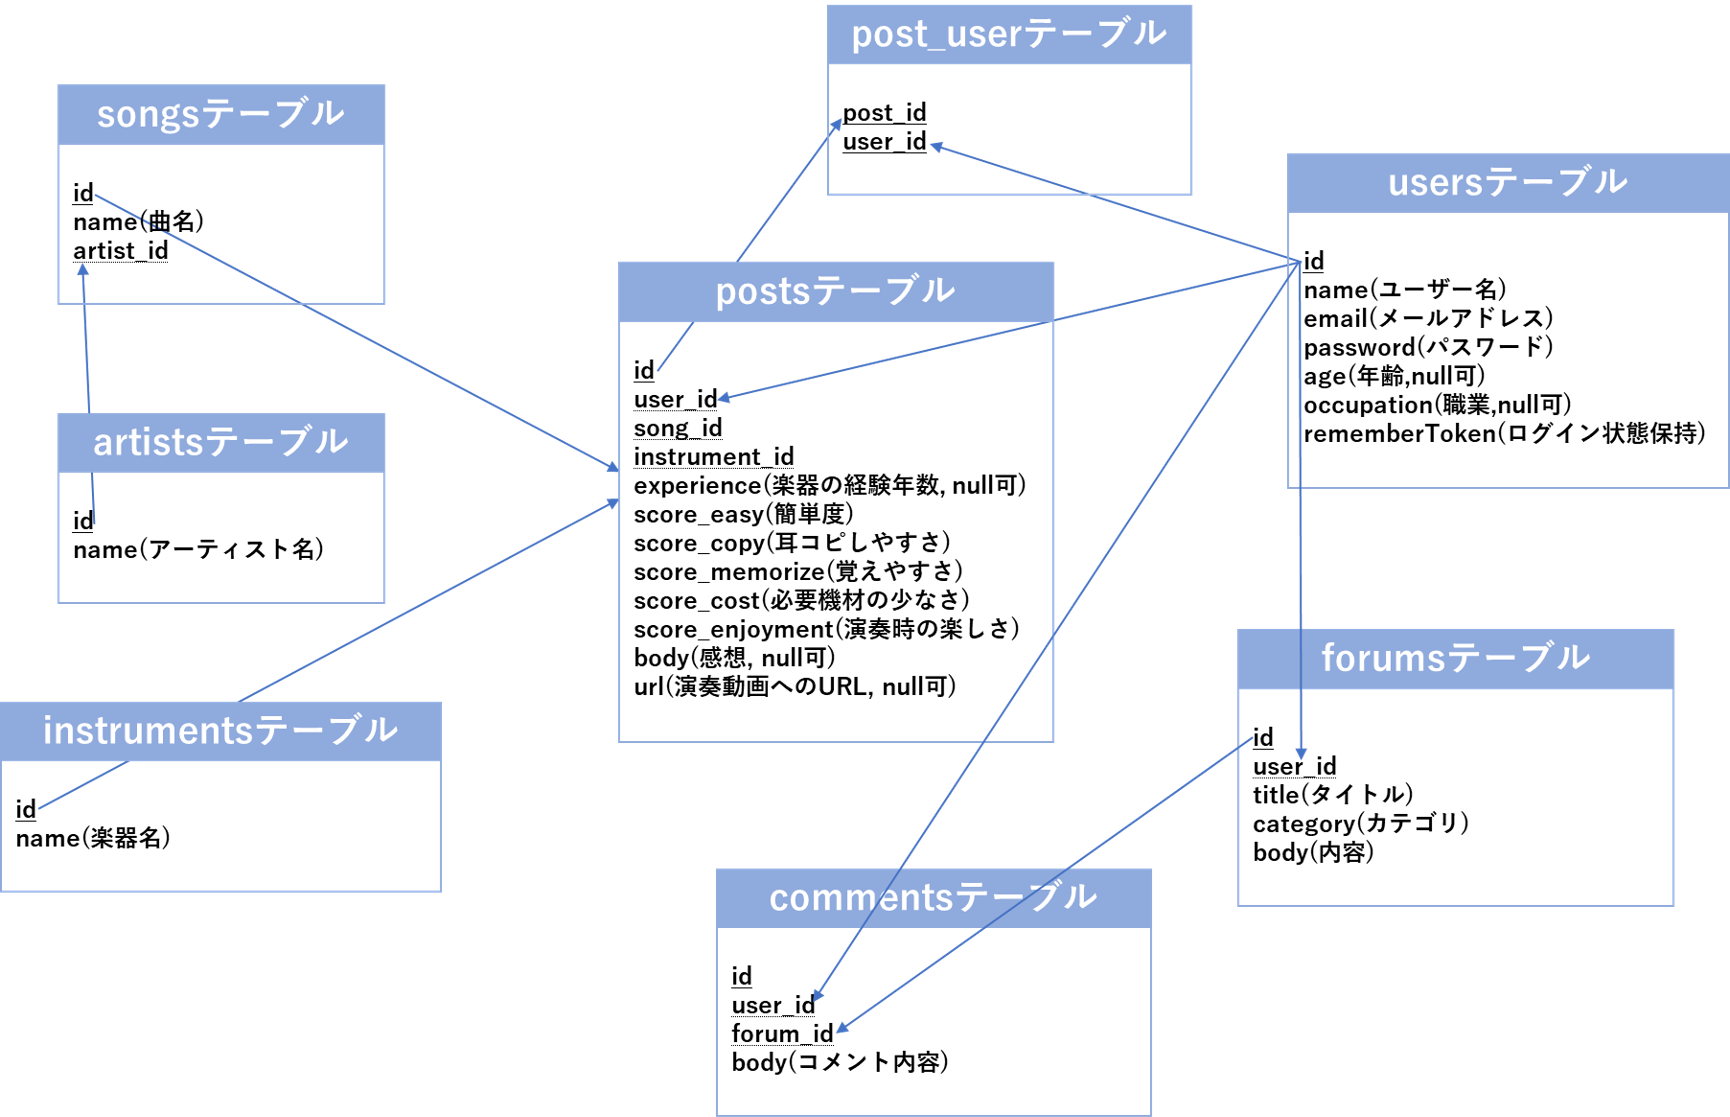 post_userテーブル
post_id
user_id
songsテーブル
id
name(曲名)
artist_id
usersテーブル
id
name(ユーザー名)
email(メールアドレス)
password(パスワード)
age(年齢,null可)
occupation(職業,null可)
rememberToken(ログイン状態保持)
postsテーブル
id
user_id
song_id
instrument_id
experience(楽器の経験年数, null可)
score_easy(簡単度)
score_copy(耳コピしやすさ)
score_memorize(覚えやすさ)
score_cost(必要機材の少なさ)
score_enjoyment(演奏時の楽しさ)
body(感想, null可)
url(演奏動画へのURL, null可)
artistsテーブル
id
name(アーティスト名)
instrumentsテーブル
id
name(楽器名)
forumsテーブル
id
user_id
title(タイトル)
category(カテゴリ)
body(内容)
commentsテーブル
id
user_id
forum_id
body(コメント内容)